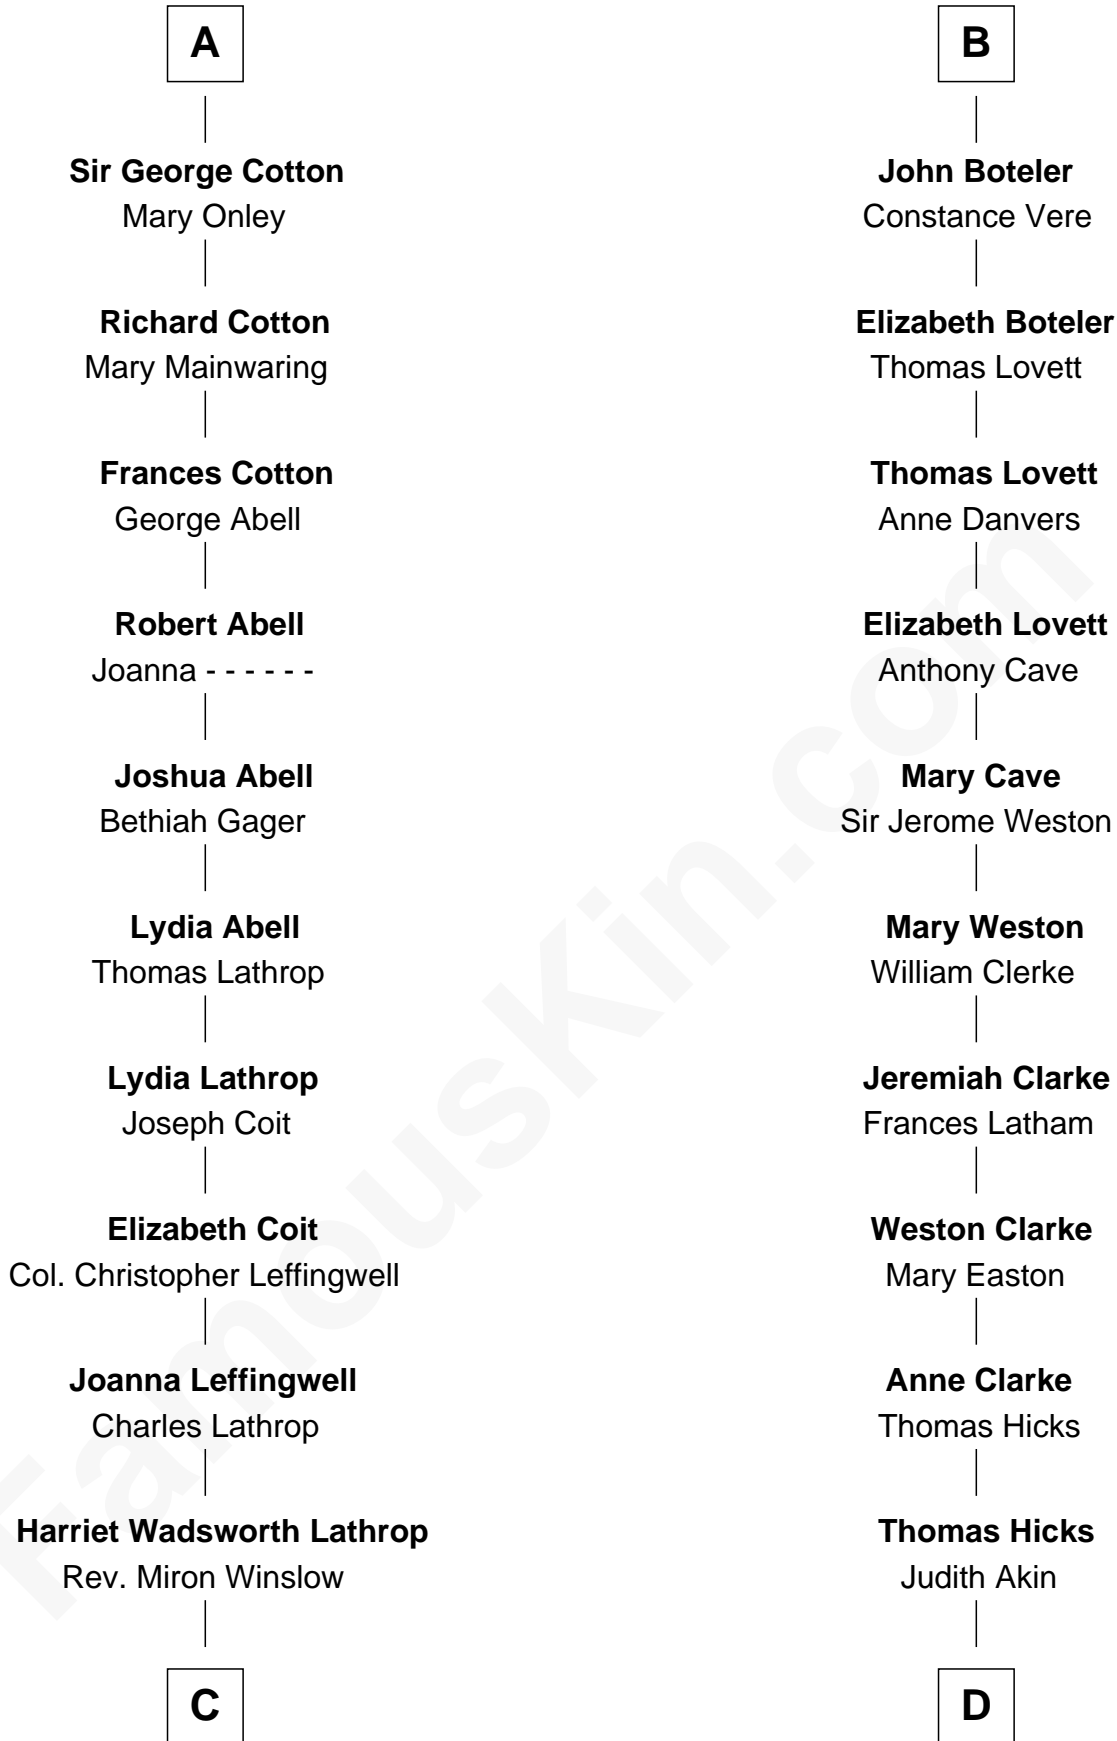 A
Sir George Cotton
Mary Onley
Richard Cotton
Mary Mainwaring
Frances Cotton
George Abell
Robert Abell
Joanna - - - - - -
Joshua Abell
Bethiah Gager
Lydia Abell
Thomas Lathrop
Lydia Lathrop
Joseph Coit
Elizabeth Coit
Col. Christopher Leffingwell
Joanna Leffingwell
Charles Lathrop
Harriet Wadsworth Lathrop
Rev. Miron Winslow
C
B
John Boteler
Constance Vere
Elizabeth Boteler
Thomas Lovett
Thomas Lovett
Anne Danvers
Elizabeth Lovett
Anthony Cave
Mary Cave
Sir Jerome Weston
Mary Weston
William Clerke
Jeremiah Clarke
Frances Latham
Weston Clarke
Mary Easton
Anne Clarke
Thomas Hicks
Thomas Hicks
Judith Akin
D
FamousKin.com